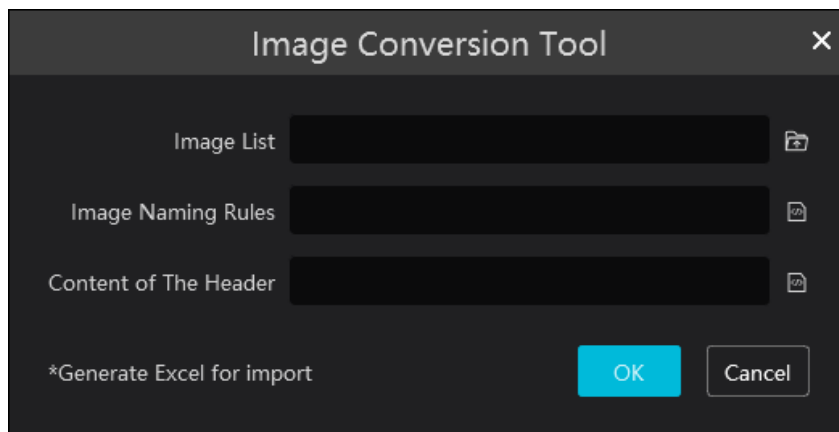 Image Conversion Tool
Image List
Image Naming Rules
Content of The Header
*Generate Excel for import
OK
Cancel